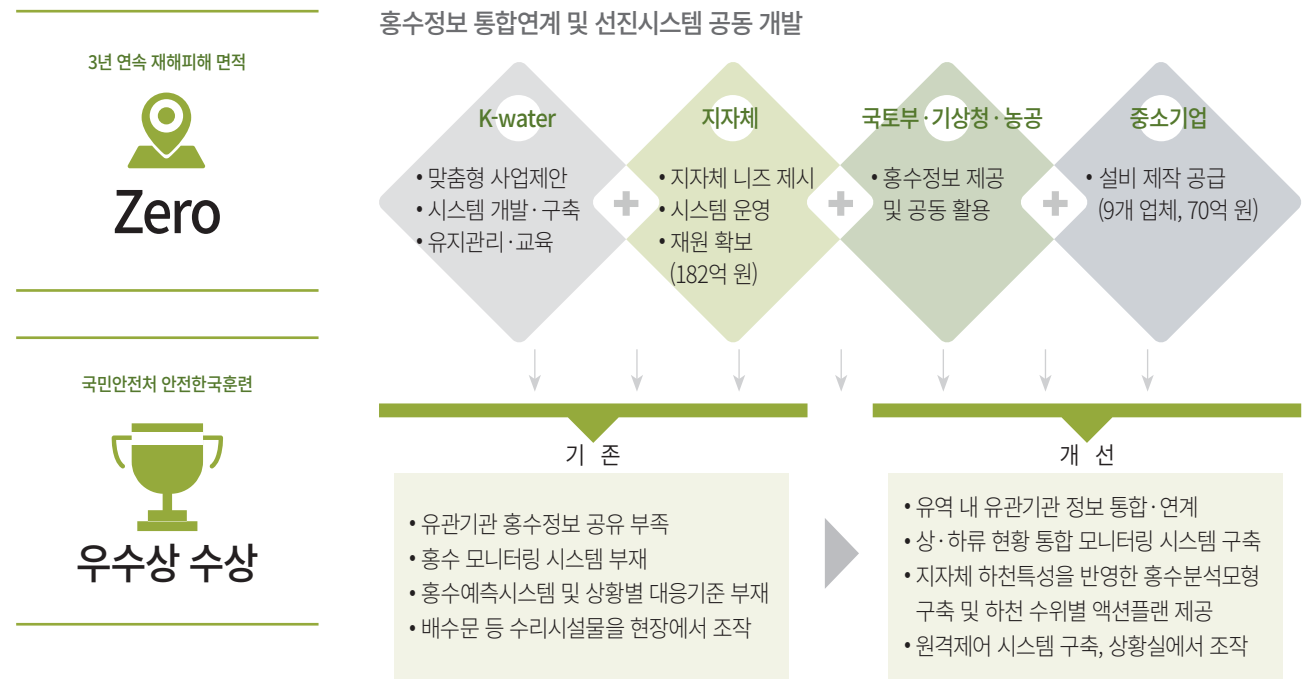 3년 연속 재해피해 면적
Zero
국민안전처 안전한국훈련
우수상 수상
홍수정보 통합연계 및 선진시스템 공동 개발
K-water
• 맞춤형 사업제안
• 시스템 개발·구축
• 유지관리·교육
지자체
• 지자체 니즈 제시
• 시스템 운영
• 재원 확보
(182억 원)
국토부·기상청·농공
• 홍수정보 제공
및 공동 활용
중소기업
• 설비 제작 공급
(9개 업체, 70억 원)
기 존
• 유관기관 홍수정보 공유 부족
• 홍수 모니터링 시스템 부재
• 홍수예측시스템 및 상황별 대응기준 부재
• 배수문 등 수리시설물을 현장에서 조작
개 선
• 유역 내 유관기관 정보 통합·연계
• 상·하류 현황 통합 모니터링 시스템 구축
• 지자체 하천특성을 반영한 홍수분석모형
구축 및 하천 수위별 액션플랜 제공
• 원격제어 시스템 구축, 상황실에서 조작